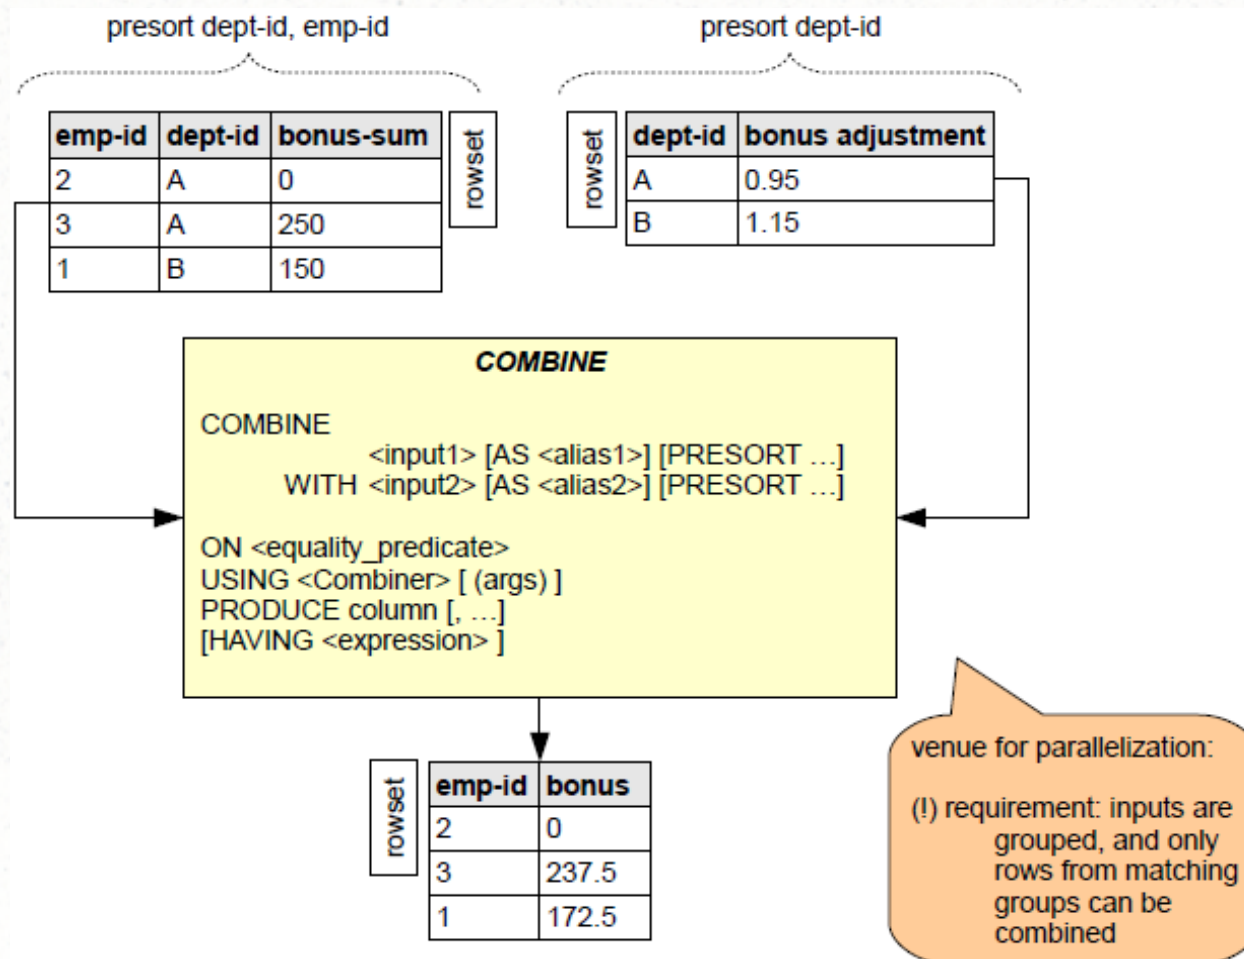 presort dept-id, emp-id
presort dept-id
emp-id dept-id bonus-sum
2 A 0
3 A 250
1 B 150
rowset
rowset
dept-id bonus adjustment
A 0.95
B 1.15
COMBINE
COMBINE
<input1> [AS <alias1>] [PRESORT …]
WITH <input2> [AS <alias2>] [PRESORT …]
ON <equality_predicate>
USING <Combiner> [ (args) ]
PRODUCE column [, …]
[HAVING <expression> ]
rowset
emp-id bonus
2 0
3 237.5
1 172.5
venue for parallelization:
(!) requirement: inputs are
grouped, and only
rows from matching
groups can be
combined